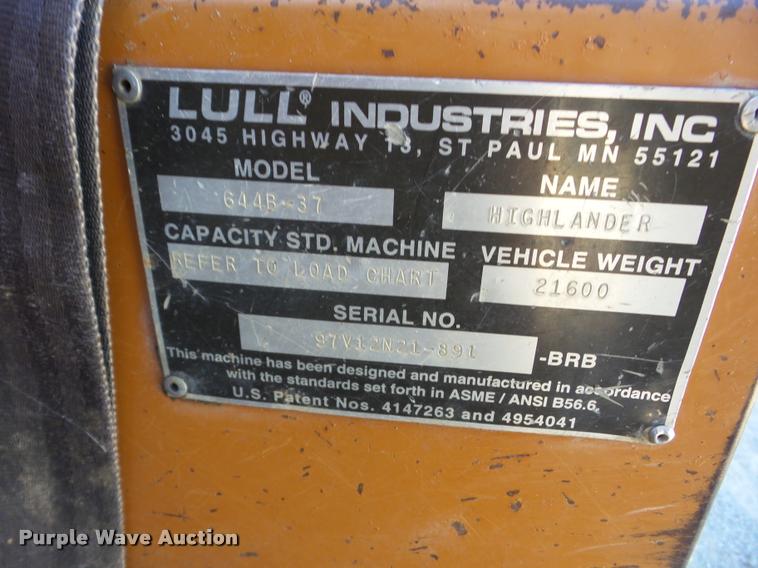 LULL® INDUSTRIES, INC
3045 HIGHWAY 13, ST PAUL MN 55121
MODEL
644B-37
NAME
HIGHLANDER
CAPACITY STD. MACHINE
REFER TO LOAD CHART
VEHICLE WEIGHT
21600
SERIAL NO.
97V12N21-891 -BRB
This machine has been designed and manufactured in accordance
with the standards set forth in ASME / ANSI B56.6.
U.S. Patent Nos. 4147263 and 4954041
Purple Wave Auction®